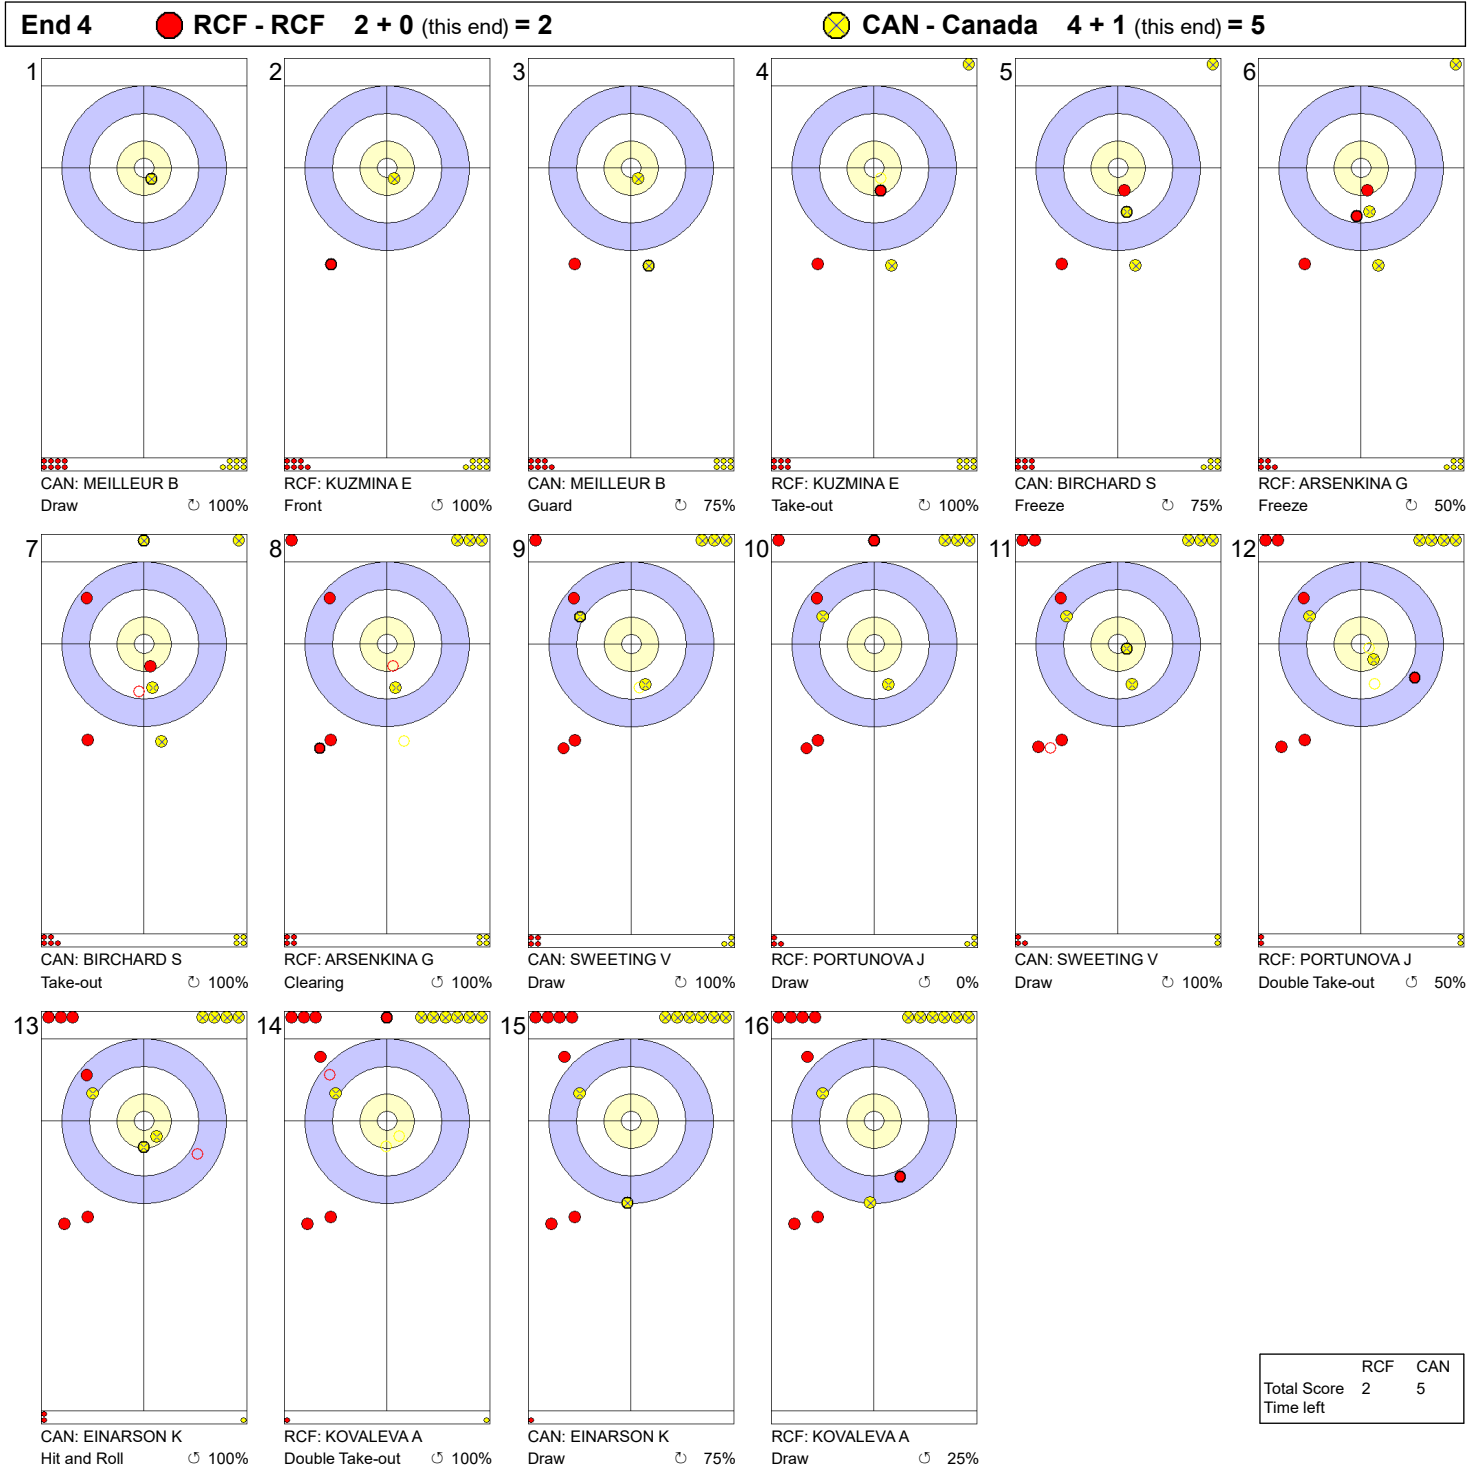 End 4 RCF - RCF 2 + 0 (this end) = 2 CAN - Canada 4 + 1 (this end) = 5
1 2 3 4 5 6
CAN: MEILLEUR B RCF: KUZMINA E CAN: MEILLEUR B RCF: KUZMINA E CAN: BIRCHARD S RCF: ARSENKINA G
Draw ↻ 100% Front ↺ 100% Guard ↻ 75% Take-out ↻ 100% Freeze ↻ 75% Freeze ↻ 50%
7 8 9 10 11 12
CAN: BIRCHARD S RCF: ARSENKINA G CAN: SWEETING V RCF: PORTUNOVA J CAN: SWEETING V RCF: PORTUNOVA J
Take-out ↻ 100% Clearing ↺ 100% Draw ↻ 100% Draw ↺ 0% Draw ↻ 100% Double Take-out ↺ 50%
13 14 15 16
RCF CAN
Total Score 2 5
Time left
CAN: EINARSON K RCF: KOVALEVA A CAN: EINARSON K RCF: KOVALEVA A
Hit and Roll ↺ 100% Double Take-out ↺ 100% Draw ↻ 75% Draw ↺ 25%